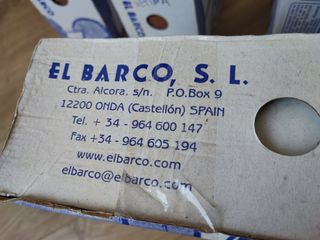 EL BARCO, S. L.
Ctra. Alcora, s/n. P.O.Box 9
12200 ONDA (Castellón) SPAIN
Tel. + 34 - 964 600 147
Fax +34 - 964 605 194
www.elbarco.com
elbarco@elbarco.com